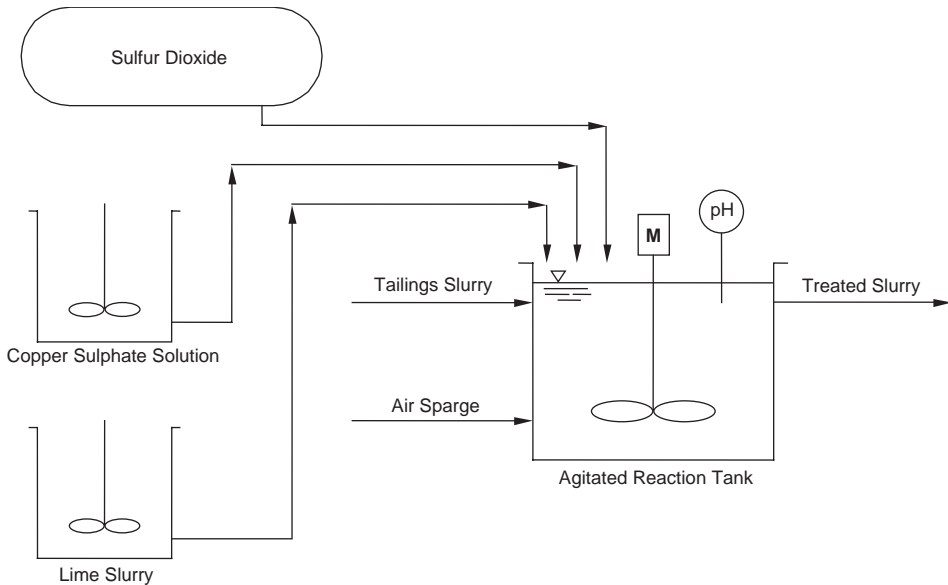 Sulfur Dioxide
pH
M
Tailings Slurry
Treated Slurry
Copper Sulphate Solution
Air Sparge
Agitated Reaction Tank
Lime Slurry